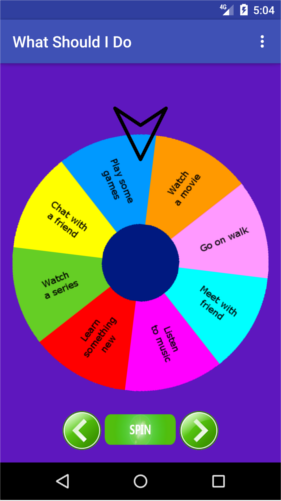 4G 5:04
What Should I Do
Play some
games
Watch
a movie
Go on walk
Meet with
friend
Listen
to music
Learn
something
new
Watch
a series
Chat with
a friend
SPIN